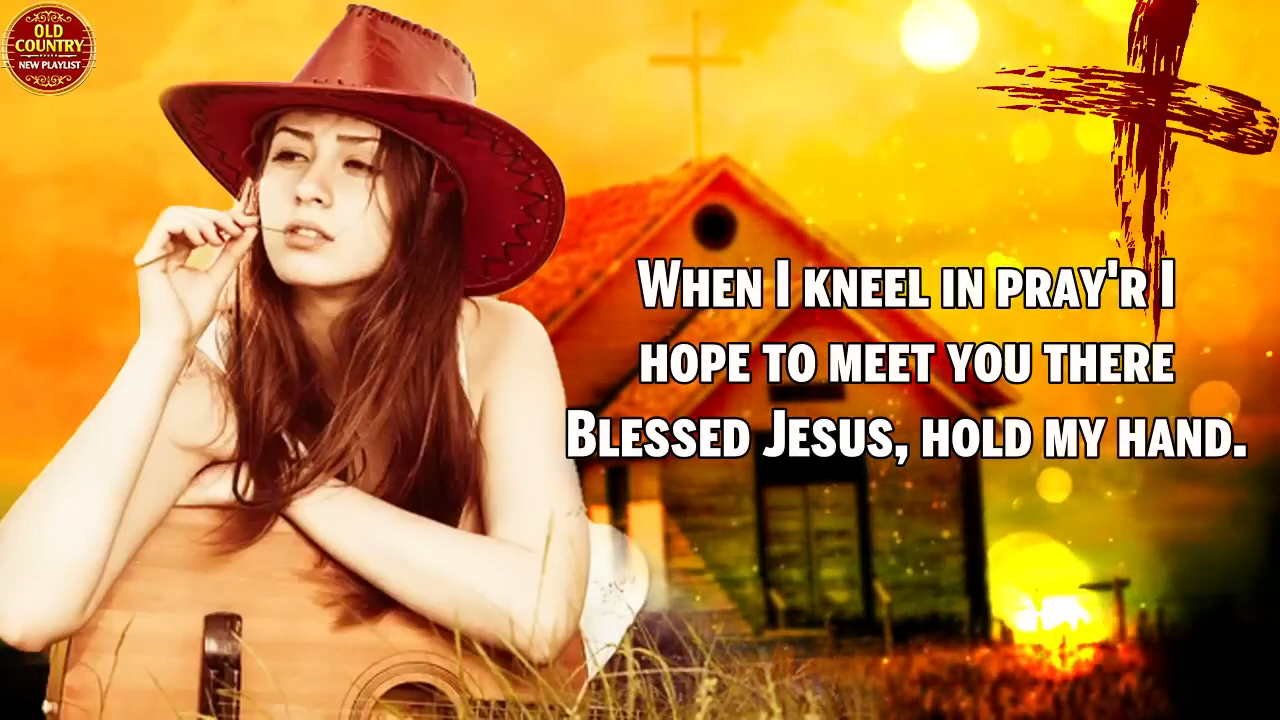 OLD
COUNTRY
NEW PLAYLIST
When I kneel in pray'r I
hope to meet you there
Blessed Jesus, hold my hand.